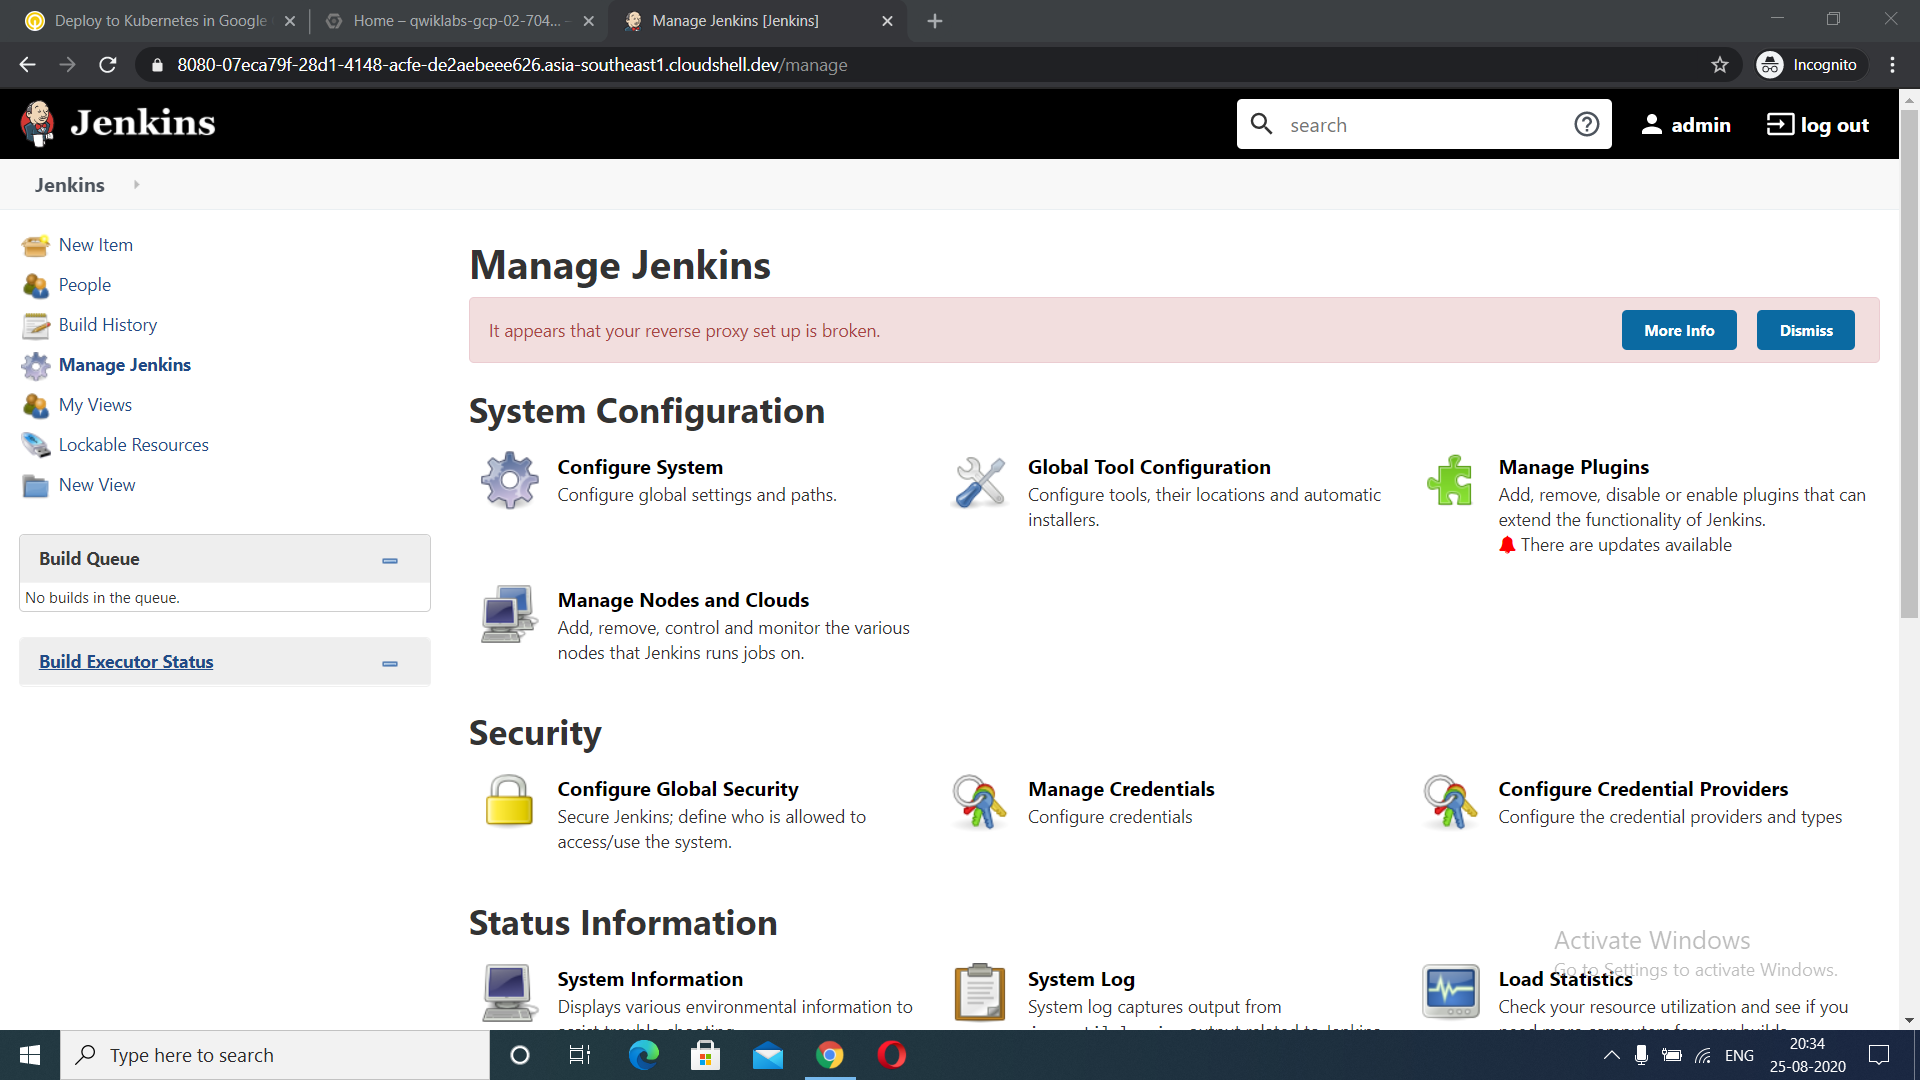 Deploy to Kubernetes in Google
Home – qwiklabs-gcp-02-704...
Manage Jenkins [Jenkins]
8080-07eca79f-28d1-4148-acfe-de2aebeee626.asia-southeast1.cloudshell.dev/manage
Incognito
Jenkins
search
admin
log out
Jenkins
New Item
People
Build History
Manage Jenkins
My Views
Lockable Resources
New View
Build Queue
No builds in the queue.
Build Executor Status
Manage Jenkins
It appears that your reverse proxy set up is broken.
More Info
Dismiss
System Configuration
Configure System
Configure global settings and paths.
Global Tool Configuration
Configure tools, their locations and automatic
installers.
Manage Plugins
Add, remove, disable or enable plugins that can
extend the functionality of Jenkins.
There are updates available
Manage Nodes and Clouds
Add, remove, control and monitor the various
nodes that Jenkins runs jobs on.
Security
Configure Global Security
Secure Jenkins; define who is allowed to
access/use the system.
Manage Credentials
Configure credentials
Configure Credential Providers
Configure the credential providers and types
Status Information
System Information
Displays various environmental information to
System Log
System log captures output from
output related to Jenkins
Load Statistics
Check your resource utilization and see if you
need more computers for your builds
Activate Windows
Go to Settings to activate Windows.
Type here to search
ENG
20:34
25-08-2020